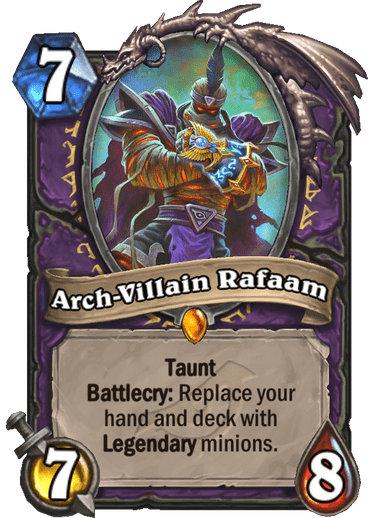 7
Arch-Villain Rafaam
Taunt
Battlecry: Replace your
hand and deck with
Legendary minions.
7
8